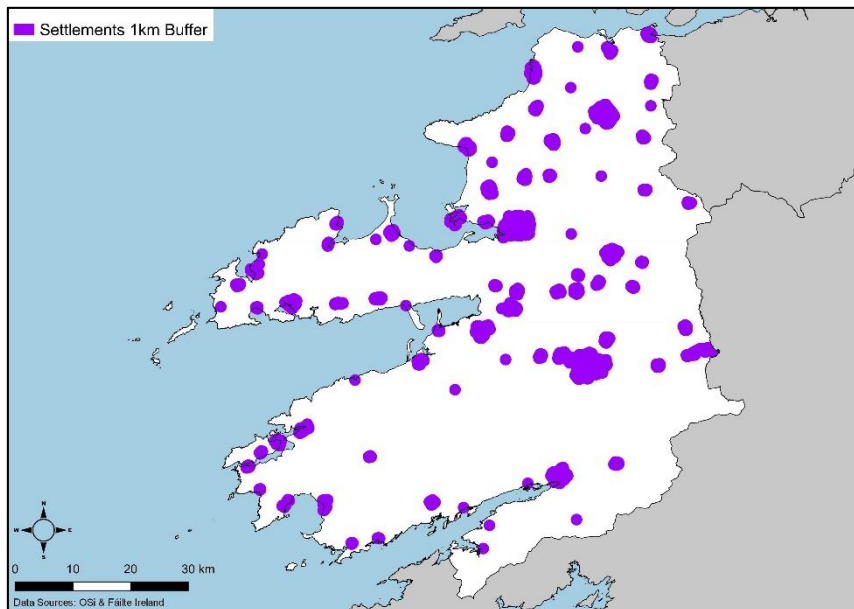 Settlements 1km Buffer
N
W E
S
0 10 20 30 km
Data Sources: OSi & Fáilte Ireland